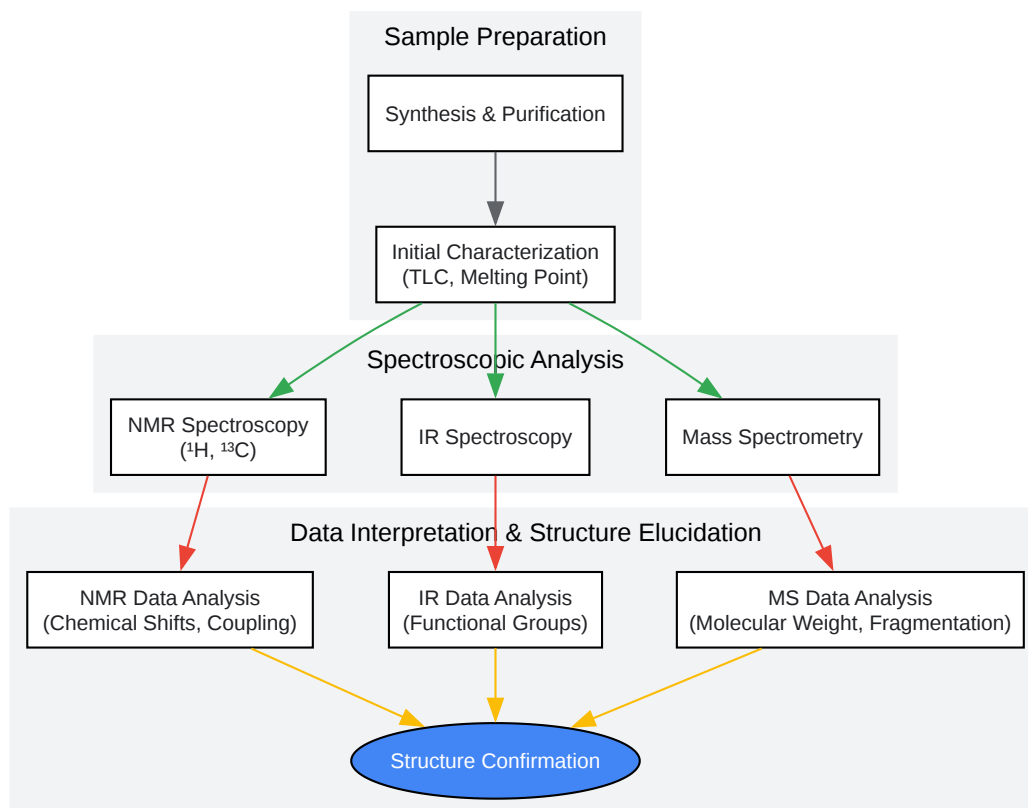 Sample Preparation
Synthesis & Purification
Initial Characterization
(TLC, Melting Point)
Spectroscopic Analysis
NMR Spectroscopy
(¹H, ¹³C)
IR Spectroscopy
Mass Spectrometry
Data Interpretation & Structure Elucidation
NMR Data Analysis
(Chemical Shifts, Coupling)
IR Data Analysis
(Functional Groups)
MS Data Analysis
(Molecular Weight, Fragmentation)
Structure Confirmation